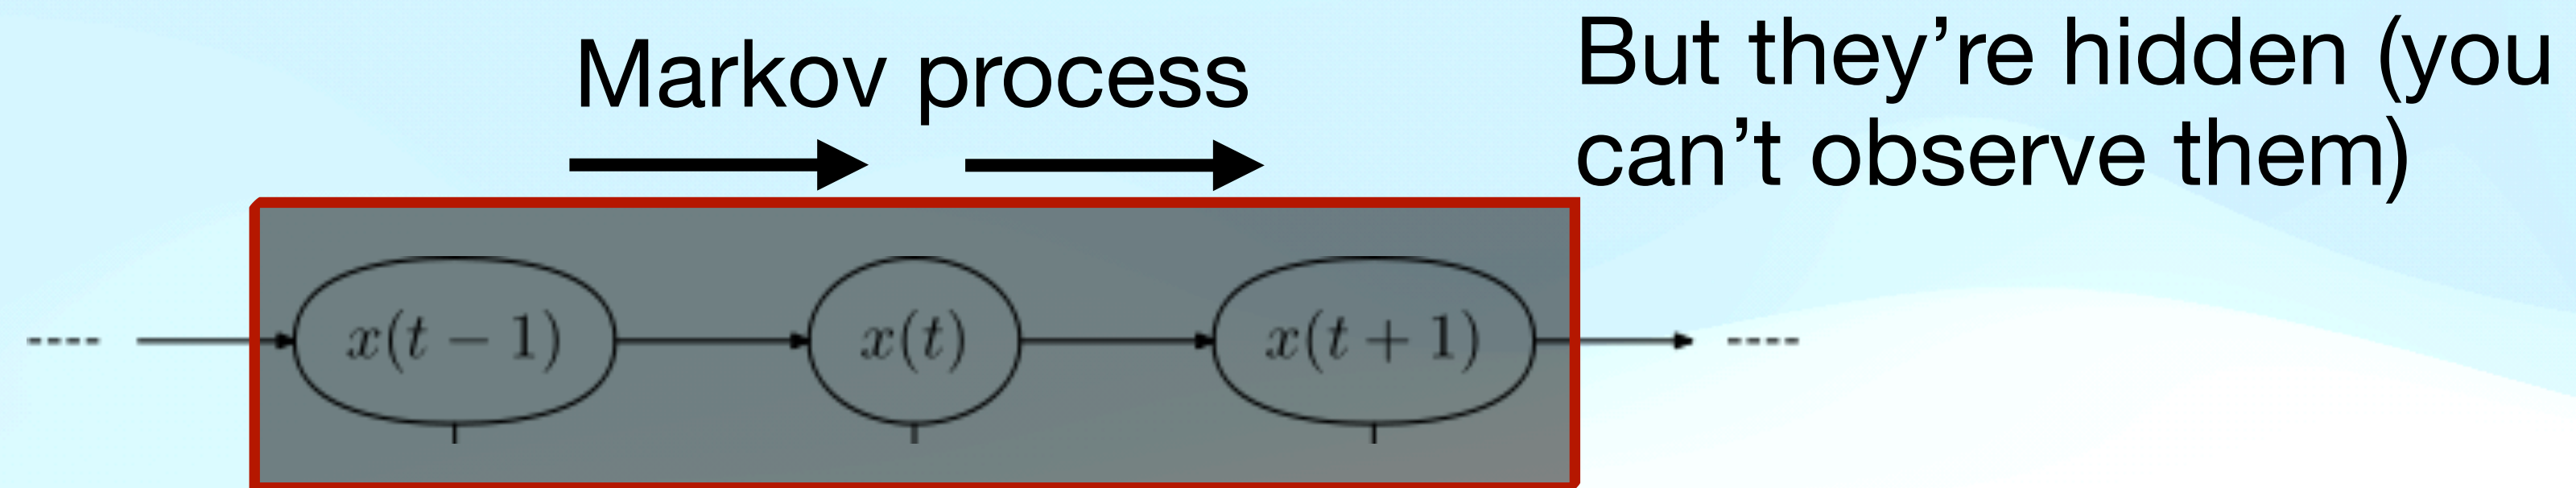 Markov process
But they’re hidden (you
can’t observe them)
x(t − 1)
x(t)
x(t + 1)